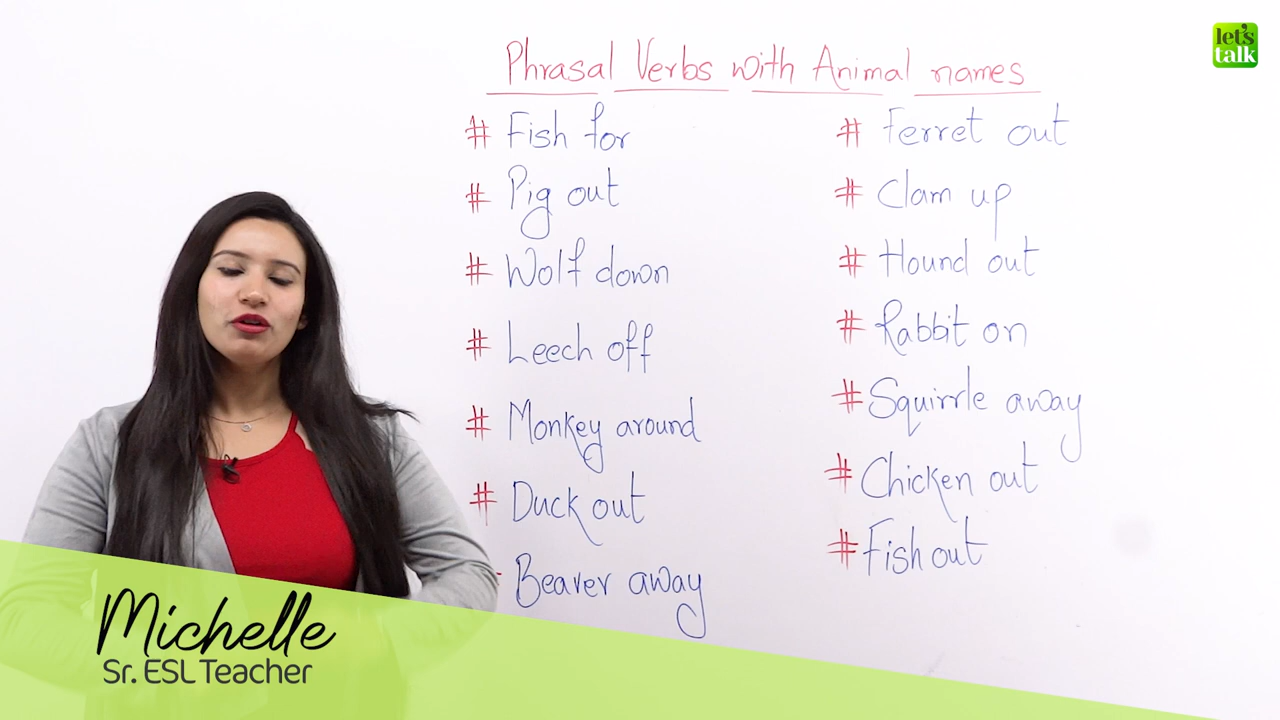 let's
talk
Phrasal Verbs with Animal names
# Fish for
# Pig out
# Wolf down
# Leech off
# Monkey around
# Duck out
Beaver away
# Ferret out
# Clam up
# Hound out
# Rabbit on
# Squirrle away
# Chicken out
# Fish out
Michelle
Sr. ESL Teacher